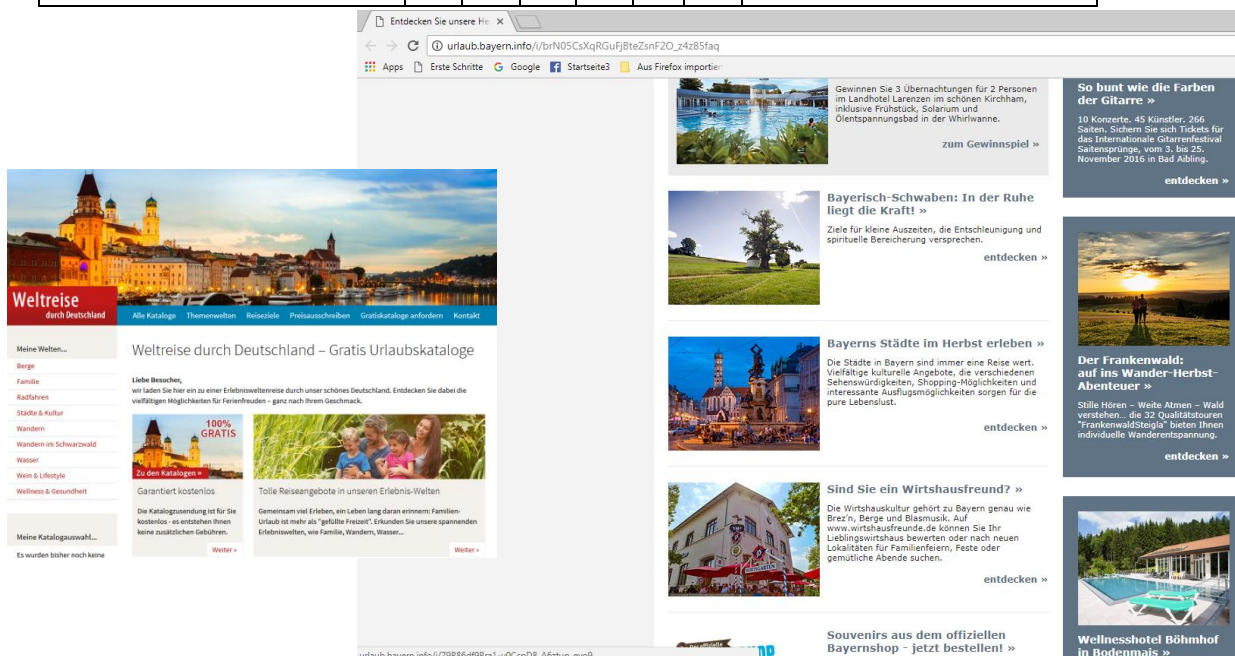 Entdecken Sie unsere He
urlaub.bayern.info/i/brN05CsXqRGuFjBteZsnF2O_z4z85faq
Apps Erste Schritte Google Startseite3 Aus Firefox importier
Gewinnen Sie 3 Übernachtungen für 2 Personen
im Landhotel Larenzen im schönen Kirchham,
inklusive Frühstück, Solarium und
Ölentspannungsbad in der Whirlwanne.
zum Gewinnspiel »
Bayerisch-Schwaben: In der Ruhe
liegt die Kraft! »
Ziele für kleine Auszeiten, die Entschleunigung und
spirituelle Bereicherung versprechen.
entdecken »
Bayerns Städte im Herbst erleben »
Die Städte in Bayern sind immer eine Reise wert.
Vielfältige kulturelle Angebote, die verschiedenen
Sehenswürdigkeiten, Shopping-Möglichkeiten und
interessante Ausflugsmöglichkeiten sorgen für die
pure Lebenslust.
entdecken »
Sind Sie ein Wirtshausfreund? »
Die Wirtshauskultur gehört zu Bayern genau wie
Brez'n, Berge und Blasmusik. Auf
www.wirtshausfreunde.de können Sie Ihr
Lieblingswirtshaus bewerten oder nach neuen
Lokalitäten für Familienfeiern, Feste oder
gemütliche Abende suchen.
entdecken »
Souvenirs aus dem offiziellen
Bayernshop - jetzt bestellen! »
So bunt wie die Farben
der Gitarre »
10 Konzerte. 45 Künstler. 266
Saiten. Sichern Sie sich Tickets für
das Internationale Gitarrenfestival
Saitensprünge, vom 3. bis 25.
November 2016 in Bad Aibling.
entdecken »
Der Frankenwald:
auf ins Wander-Herbst-
Abenteuer »
Stille Hören – Weite Atmen – Wald
verstehen... die 32 Qualitätstouren
"FrankenwaldSteigla" bieten Ihnen
individuelle Wanderentspannung.
entdecken »
Wellnesshotel Böhmhof
in Bodenmais »
Weltreise
durch Deutschland
Alle Kataloge Themenwelten Reiseziele Preisausschreiben Gratiskataloge anfordern Kontakt
Meine Welten...
Berge
Familie
Radfahren
Städte & Kultur
Wandern
Wandern im Schwarzwald
Wasser
Wein & Lifestyle
Wellness & Gesundheit
Meine Katalogauswahl...
Es wurden bisher noch keine
Weltreise durch Deutschland – Gratis Urlaubskataloge
Liebe Besucher,
wir laden Sie hier ein zu einer Erlebnisweltenreise durch unser schönes Deutschland. Entdecken Sie dabei die
vielfältigen Möglichkeiten für Ferienfreuden – ganz nach Ihrem Geschmack.
100%
GRATIS
Zu den Katalogen »
Garantiert kostenlos
Die Katalogzusendung ist für Sie
kostenlos - es entstehen Ihnen
keine zusätzlichen Gebühren.
Weiter »
Tolle Reiseangebote in unseren Erlebnis-Welten
Gemeinsam viel Erleben, ein Leben lang daran erinnern: Familien-
Urlaub ist mehr als "gefüllte Freizeit". Erkunden Sie unsere spannenden
Erlebniswelten, wie Familie, Wandern, Wasser...
Weiter »